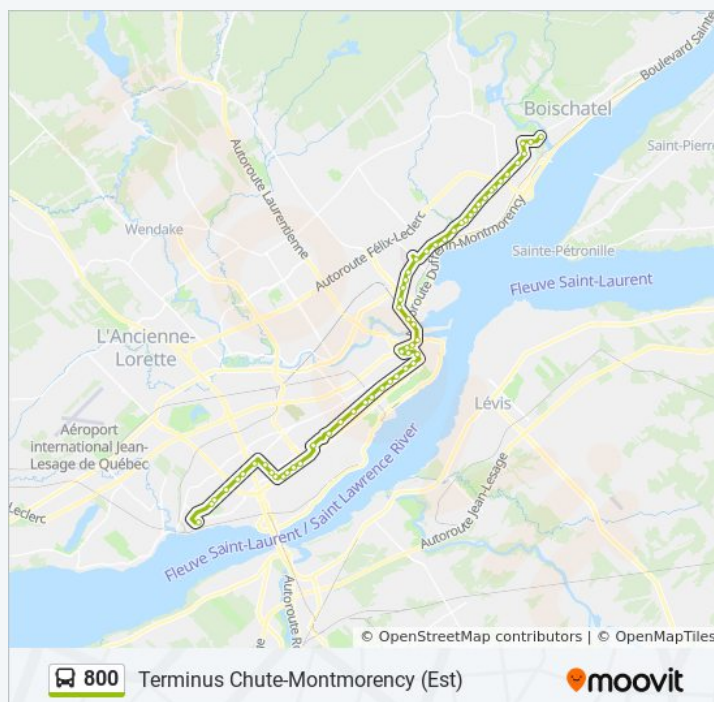 Boulevard Sainte
Boischatel
Saint-Pierre
Autoroute Laurentienne
Wendake
Autoroute Félix-Leclerc
Autoroute Dufferin-Montmorency
Sainte-Pétronille
Fleuve Saint-Laurent
L'Ancienne-
Lorette
Lévis
Aéroport
international Jean-
Lesage de Québec
Leclerc
Fleuve Saint-Laurent / Saint Lawrence River
Autoroute Jean-Lesage
Autoroute Ro
© OpenStreetMap contributors | © OpenMapTiles
800 Terminus Chute-Montmorency (Est) moovit